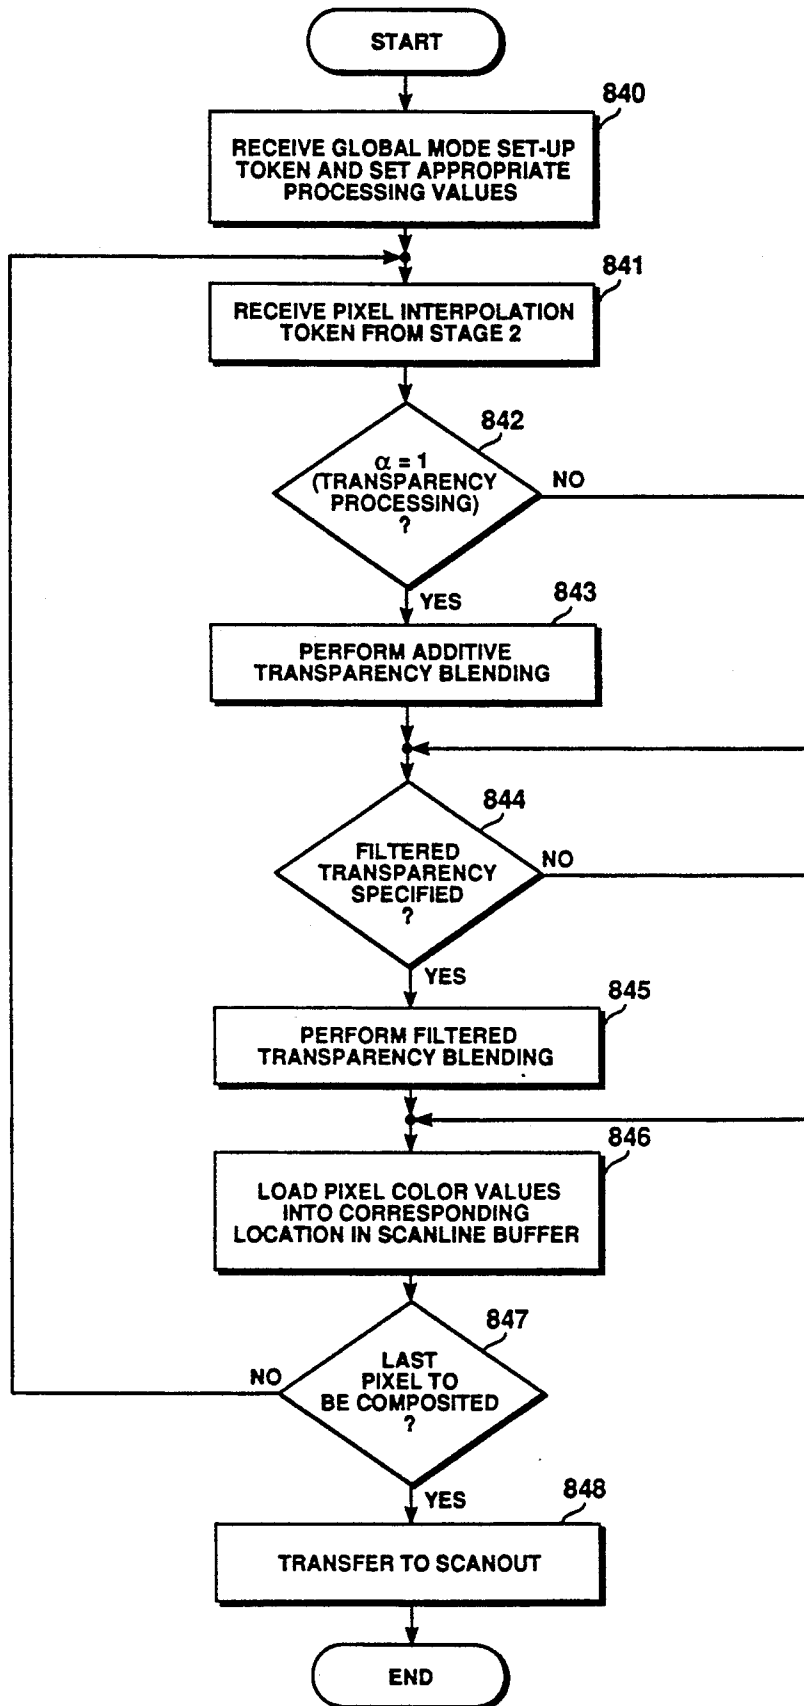 START
840
RECEIVE GLOBAL MODE SET-UP
TOKEN AND SET APPROPRIATE
PROCESSING VALUES
841
RECEIVE PIXEL INTERPOLATION
TOKEN FROM STAGE 2
842
α = 1
(TRANSPARENCY
PROCESSING)
?
NO
YES
843
PERFORM ADDITIVE
TRANSPARENCY BLENDING
844
FILTERED
TRANSPARENCY
SPECIFIED
?
NO
YES
845
PERFORM FILTERED
TRANSPARENCY BLENDING
846
LOAD PIXEL COLOR VALUES
INTO CORRESPONDING
LOCATION IN SCANLINE BUFFER
847
NO
LAST
PIXEL TO
BE COMPOSITED
?
YES
848
TRANSFER TO SCANOUT
END